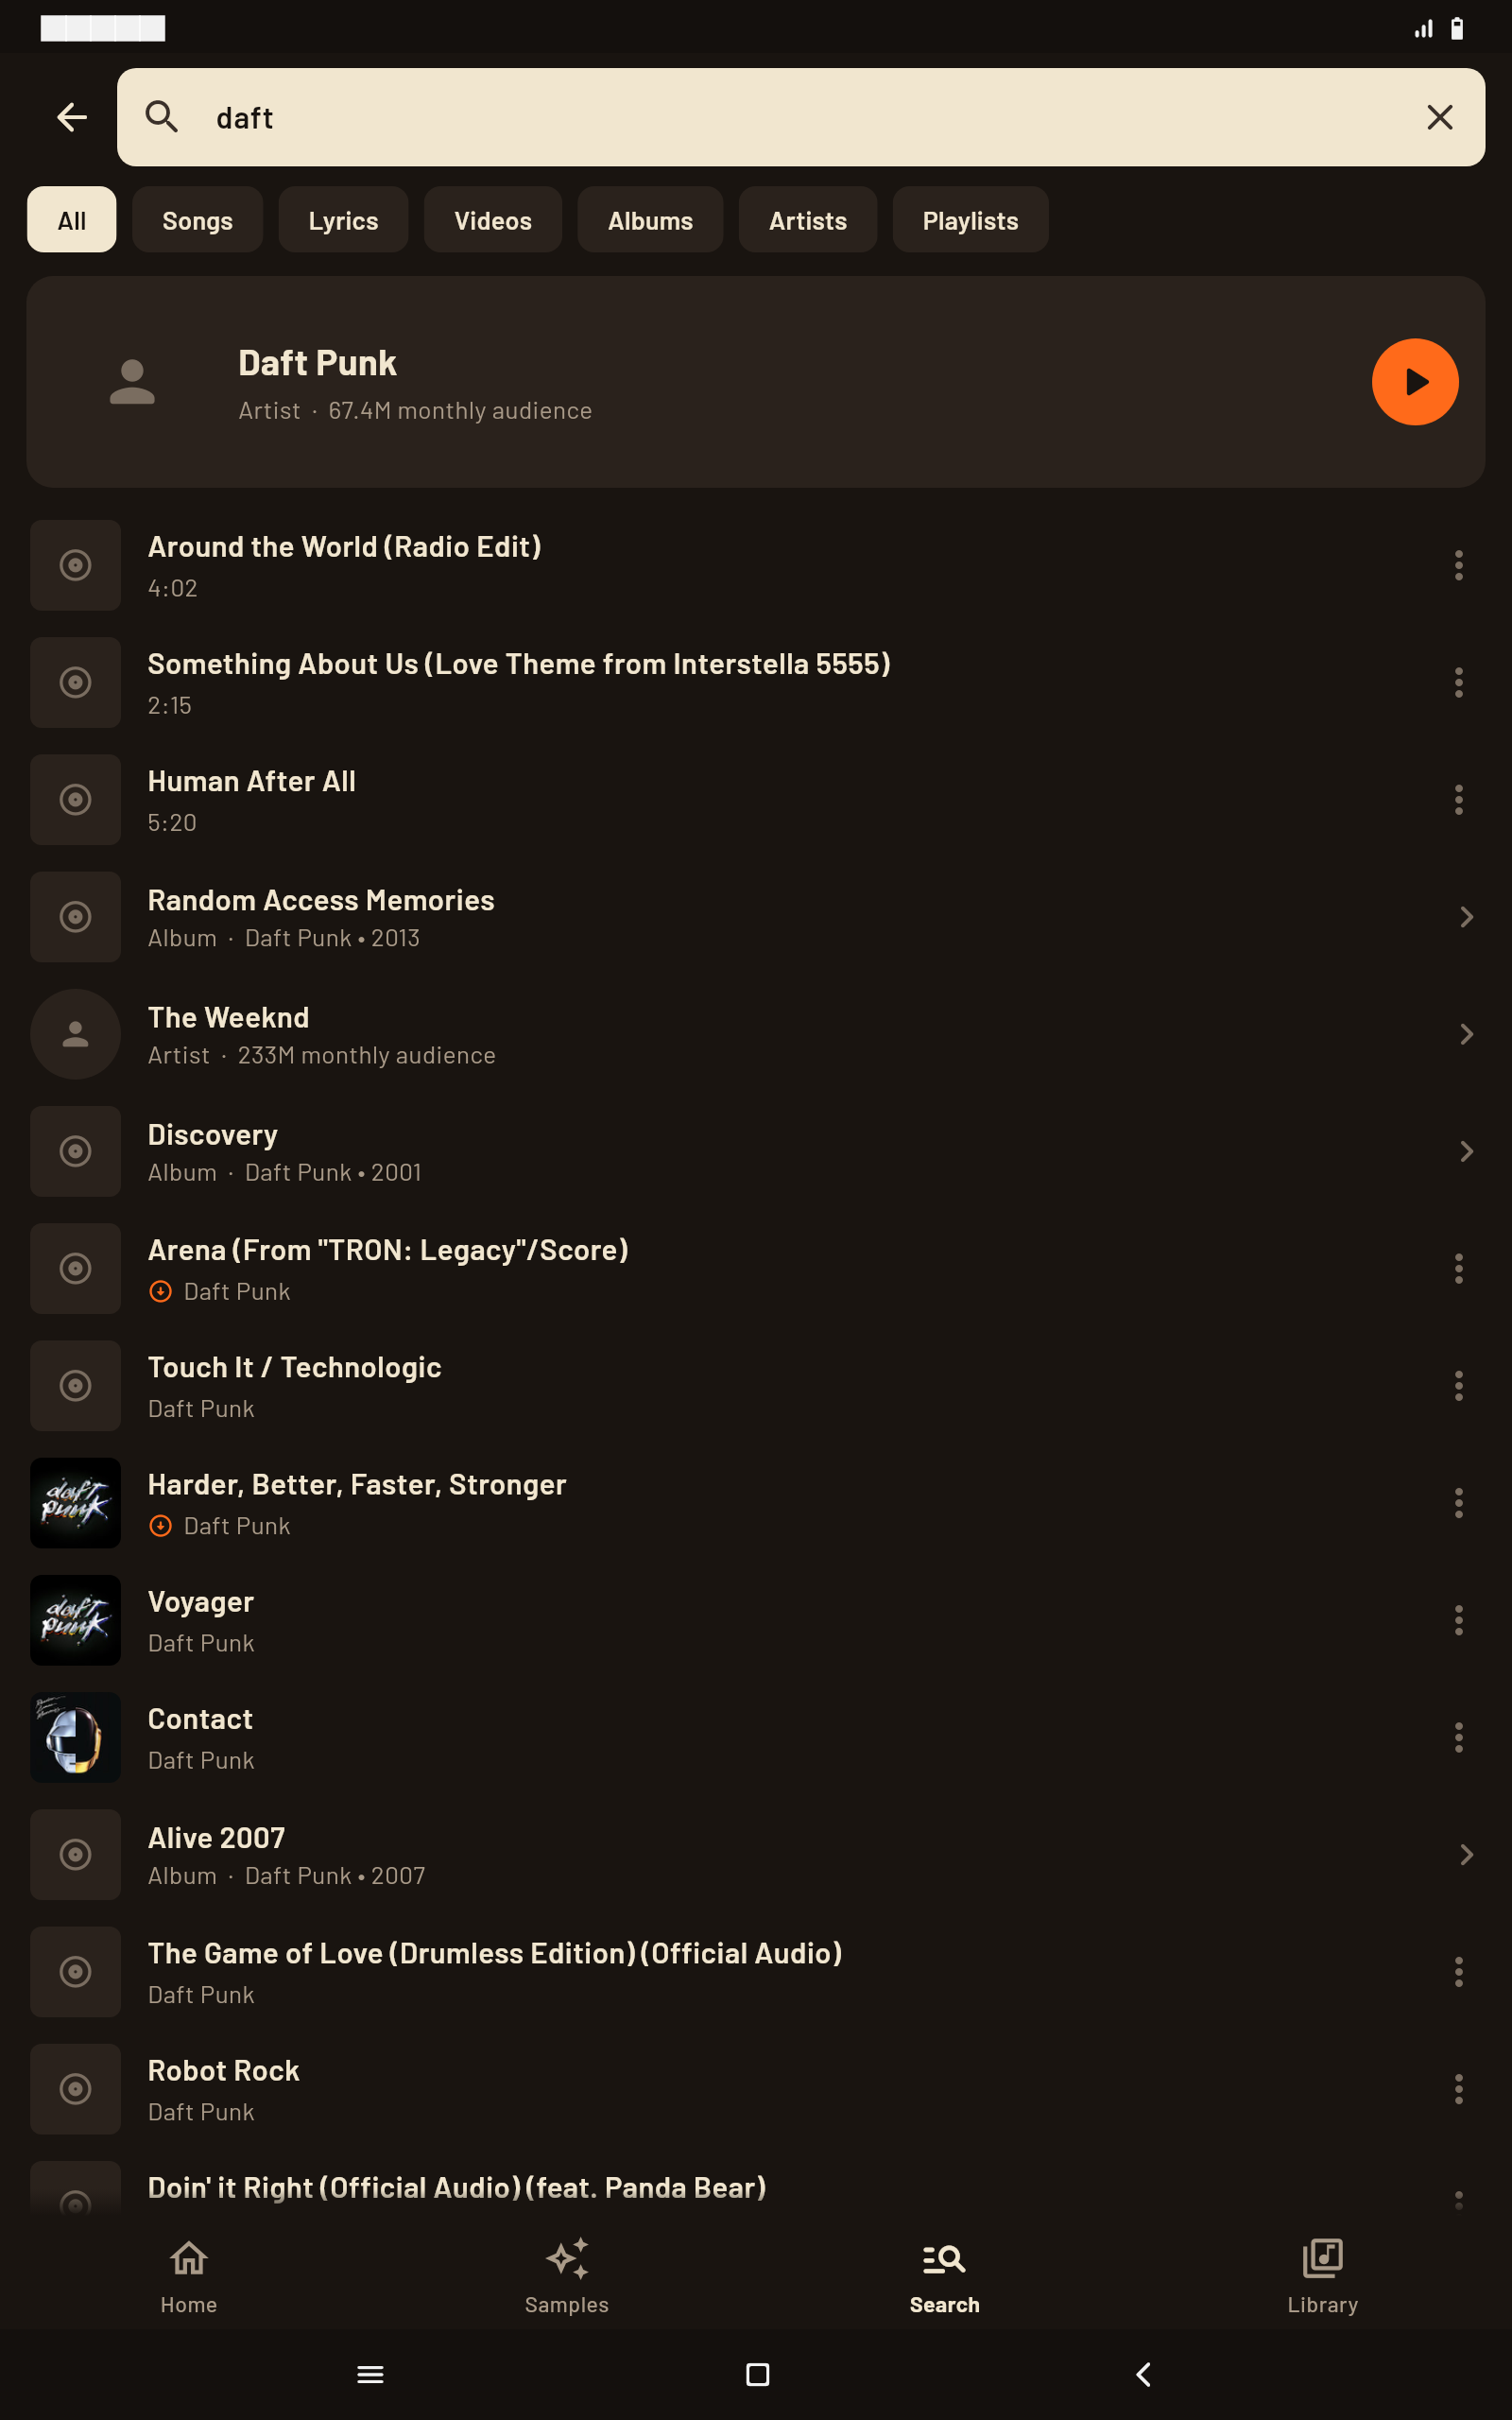 daft
All
Songs
Lyrics
Videos
Albums
Artists
Playlists
Daft Punk
Artist · 67.4M monthly audience
Around the World (Radio Edit)
4:02
Something About Us (Love Theme from Interstella 5555)
2:15
Human After All
5:20
Random Access Memories
Album · Daft Punk • 2013
The Weeknd
Artist · 233M monthly audience
Discovery
Album · Daft Punk • 2001
Arena (From "TRON: Legacy"/Score)
Daft Punk
Touch It / Technologic
Daft Punk
daft
punk
Harder, Better, Faster, Stronger
Daft Punk
daft
punk
Voyager
Daft Punk
Contact
Daft Punk
Alive 2007
Album · Daft Punk • 2007
The Game of Love (Drumless Edition) (Official Audio)
Daft Punk
Robot Rock
Daft Punk
Doin' it Right (Official Audio) (feat. Panda Bear)
Home
Samples
Search
Library